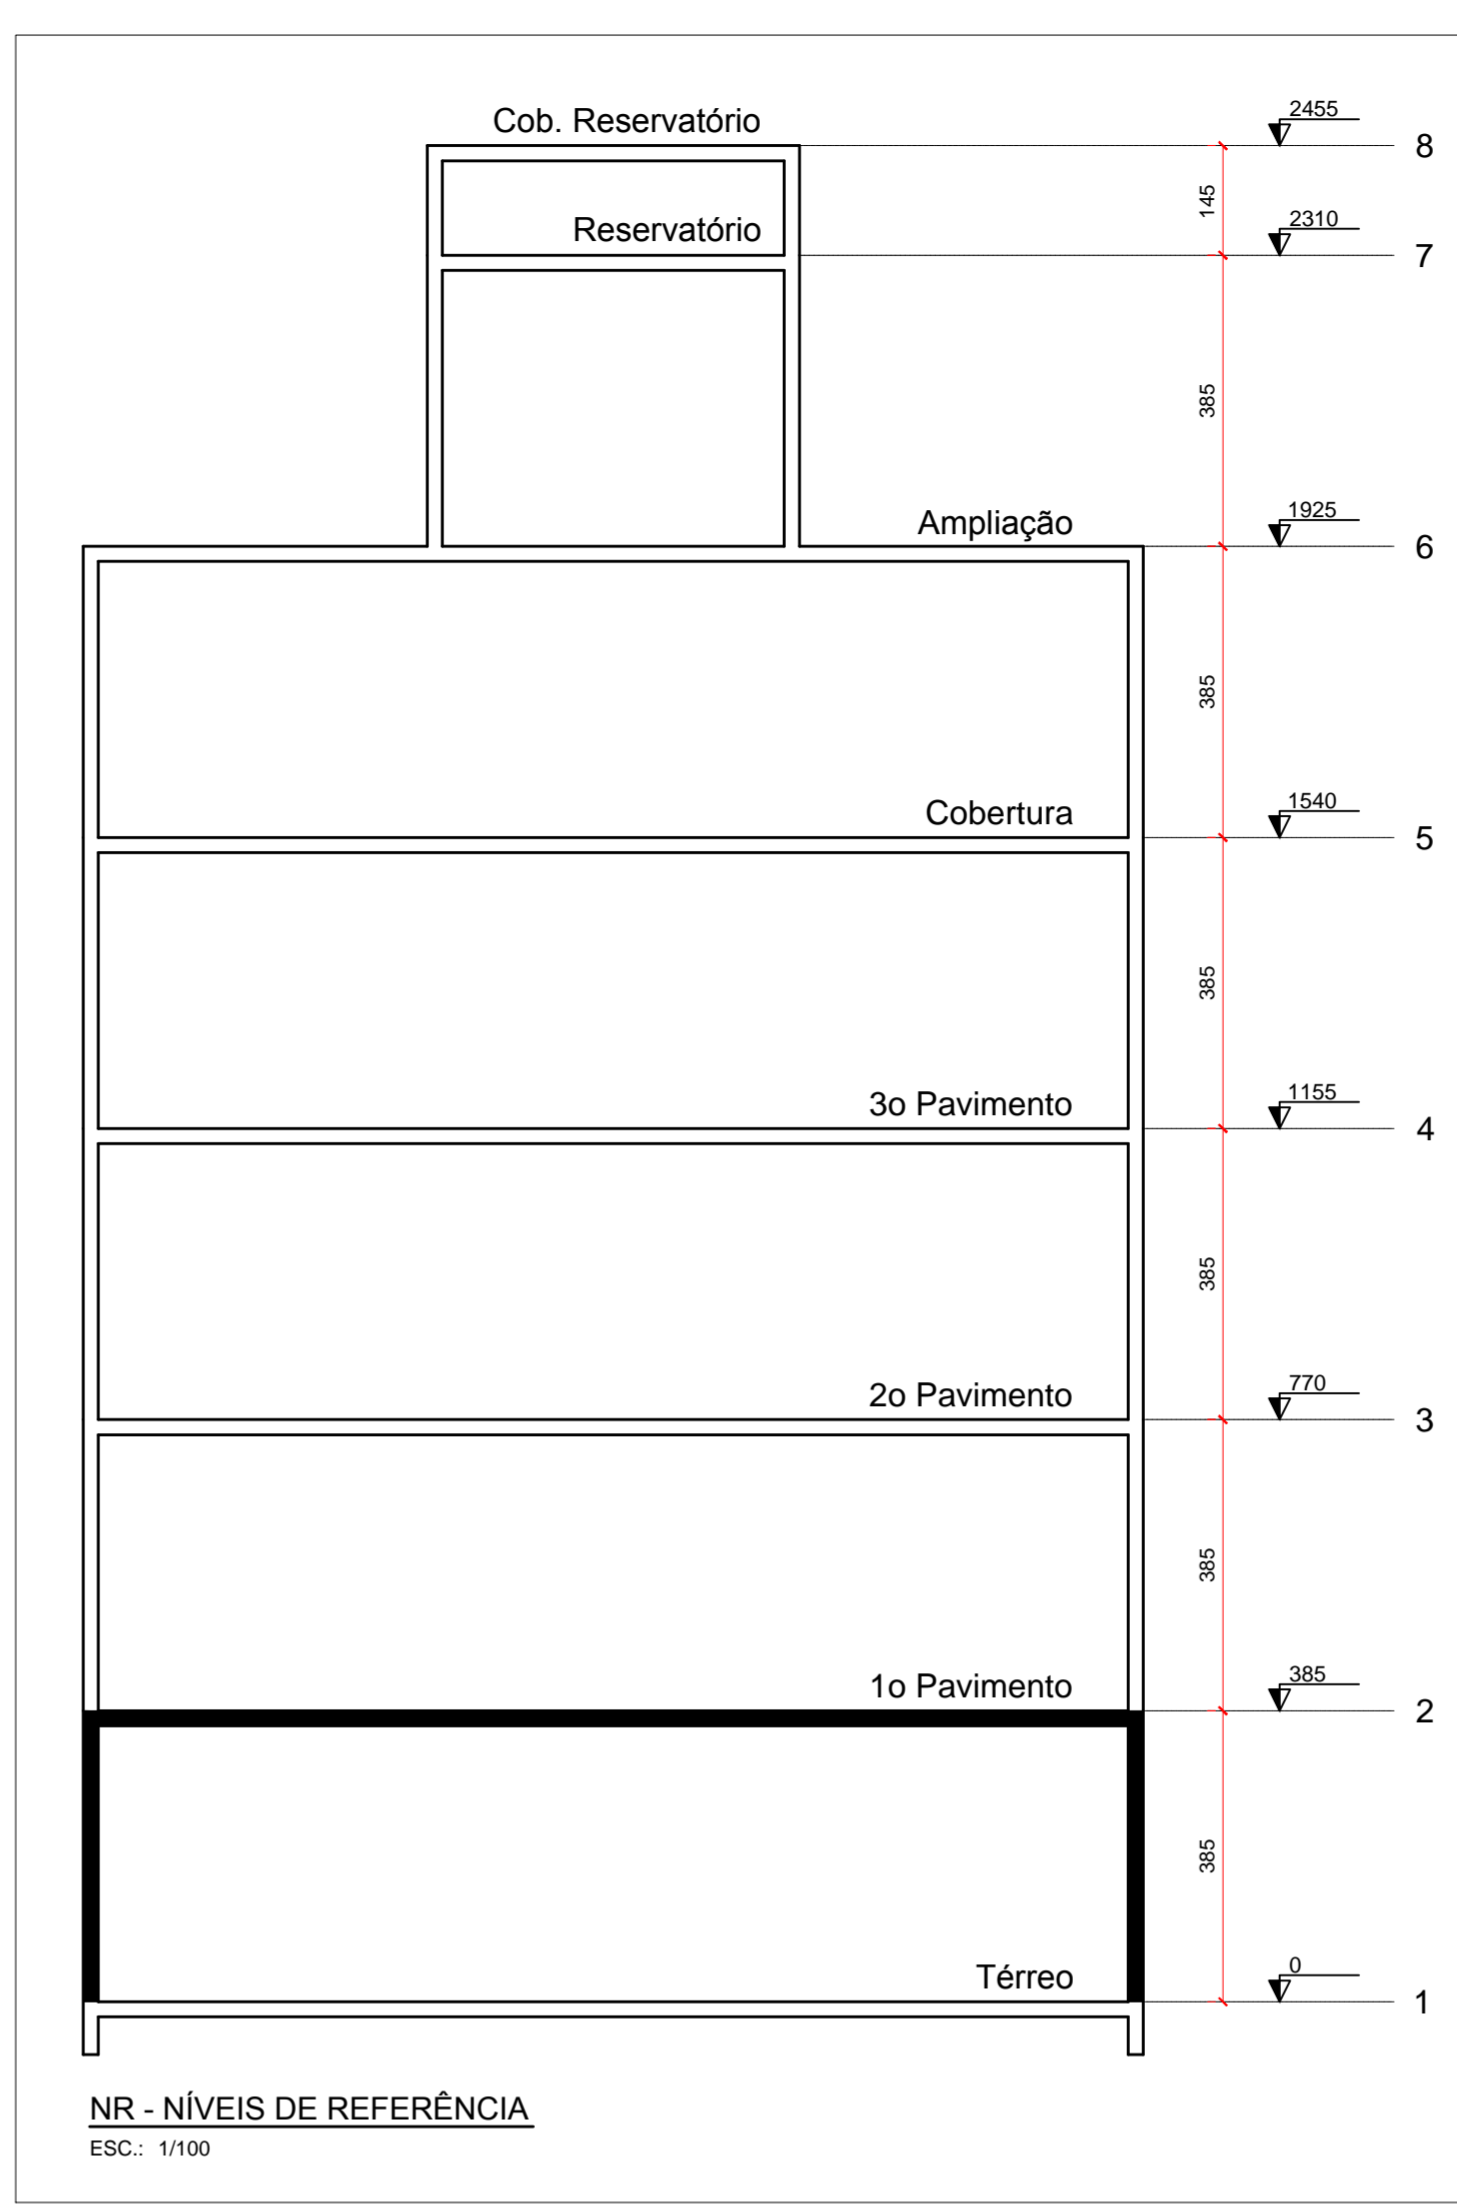 Cob. Reservatório
2455
8
145
Reservatório
2310
7
385
Ampliação
1925
6
385
Cobertura
1540
5
385
3o Pavimento
1155
4
385
2o Pavimento
770
3
385
1o Pavimento
385
2
385
Térreo
0
1
NR - NÍVEIS DE REFERÊNCIA
ESC.: 1/100